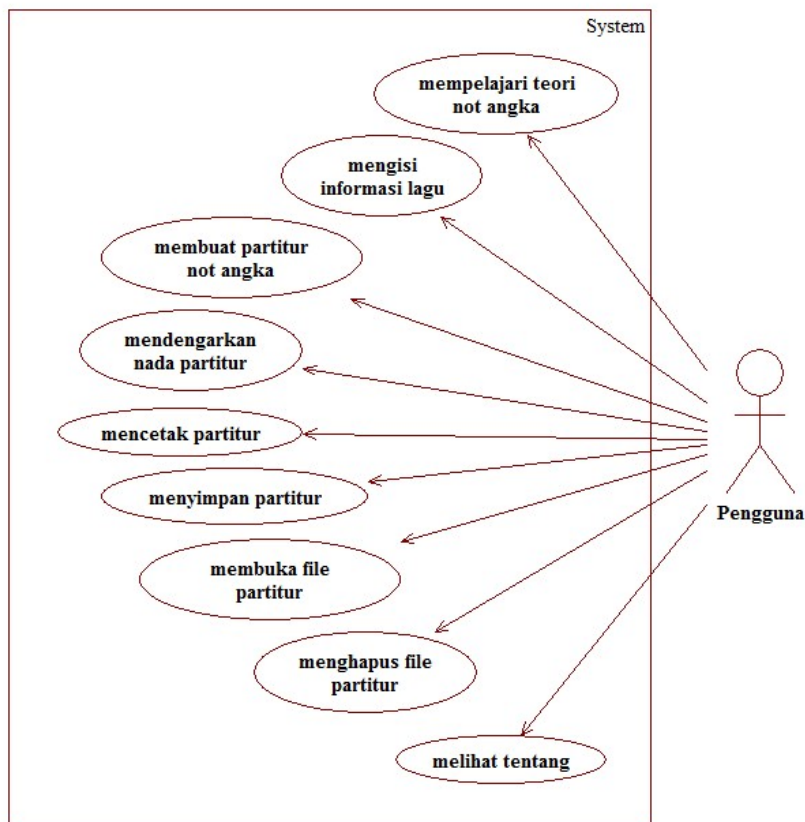 System
mempelajari teori
not angka
mengisi
informasi lagu
membuat partitur
not angka
mendengarkan
nada partitur
mencetak partitur
menyimpan partitur
Pengguna
membuka file
partitur
menghapus file
partitur
melihat tentang